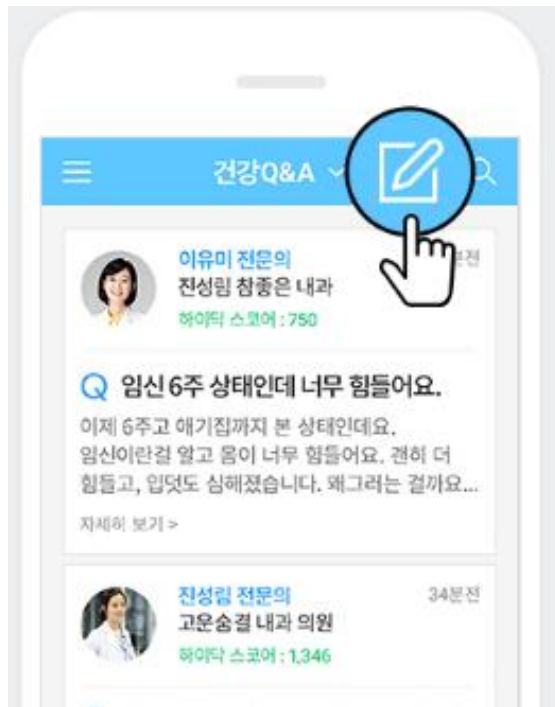 건강Q&A
이유미 전문의
분전
진성림 참좋은 내과
하이닥 스코어 : 750
Q 임신 6주 상태인데 너무 힘들어요.
이제 6주고 애기집까지 본 상태인데요.
임신이란걸 알고 몸이 너무 힘들어요. 괜히 더
힘들고, 입덧도 심해졌습니다. 왜그러는 걸까요...
자세히 보기 >
진성림 전문의
34분전
고운숨결 내과 의원
하이닥 스코어 : 1,346